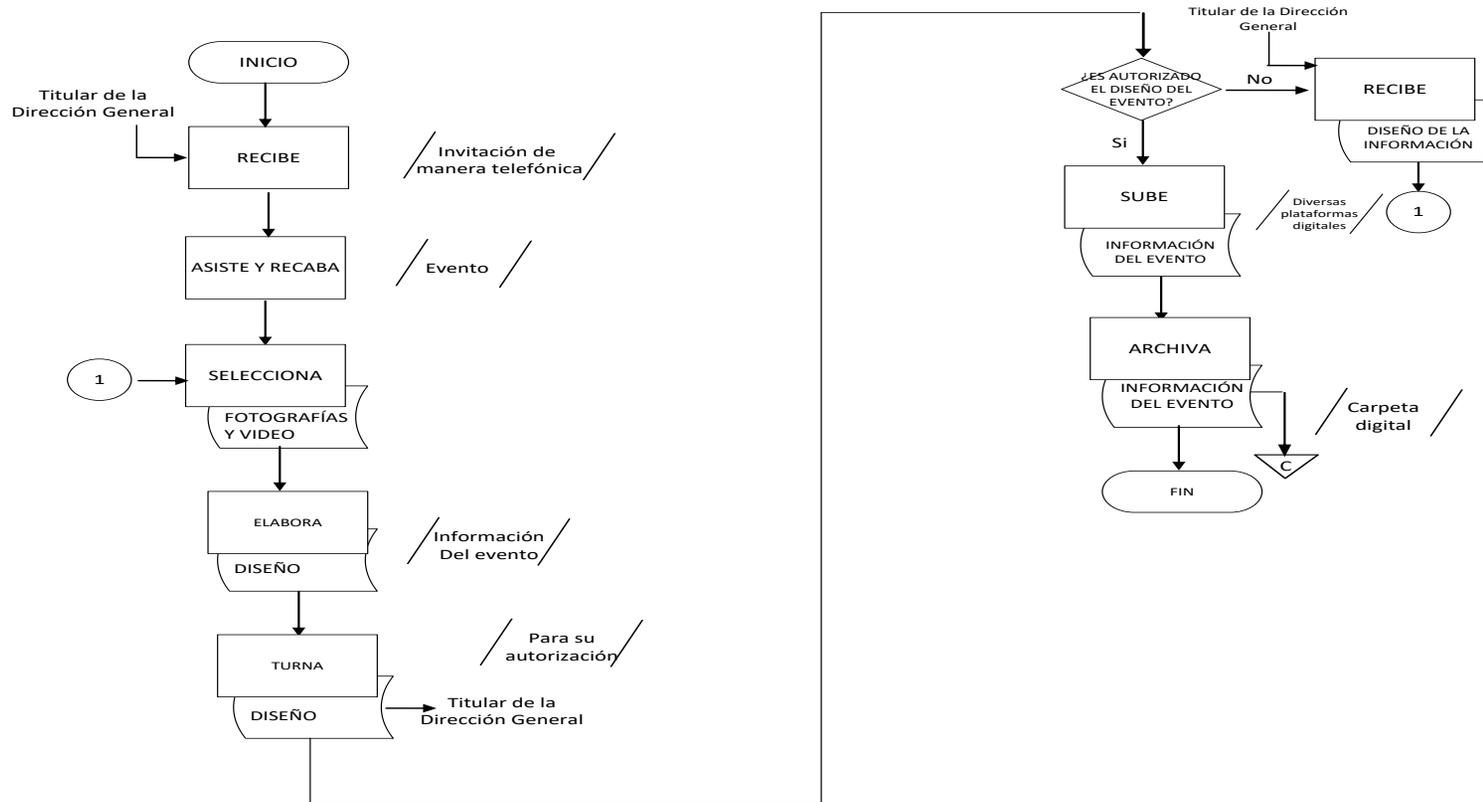 INICIO
Titular de la
Dirección General
RECIBE
Invitación de
manera telefónica
ASISTE Y RECABA
Evento
1
SELECCIONA
FOTOGRAFÍAS
Y VIDEO
ELABORA
DISEÑO
Información
Del evento
TURNA
DISEÑO
Para su
autorización
Titular de la
Dirección General
¿ES AUTORIZADO
EL DISEÑO DEL
EVENTO?
No
Titular de la Dirección
General
RECIBE
DISEÑO DE LA
INFORMACIÓN
1
Si
SUBE
INFORMACIÓN
DEL EVENTO
Diversas
plataformas
digitales
ARCHIVA
INFORMACIÓN
DEL EVENTO
Carpeta
digital
C
FIN